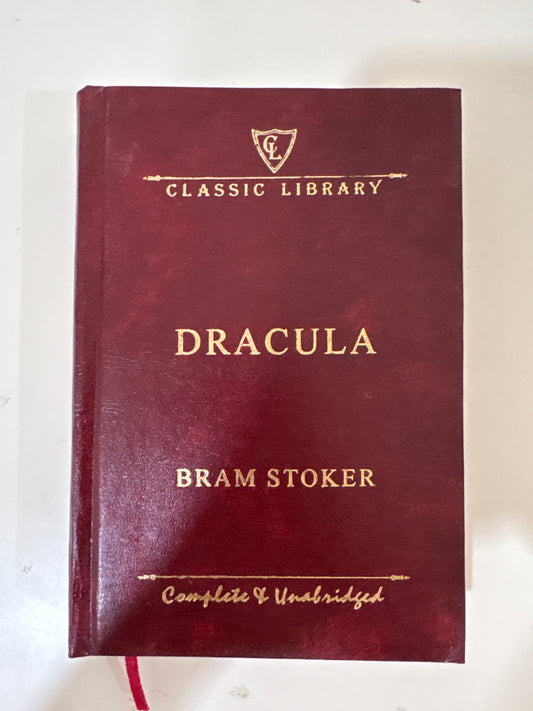 CL
CLASSIC LIBRARY
DRACULA
BRAM STOKER
Complete & Unabridged